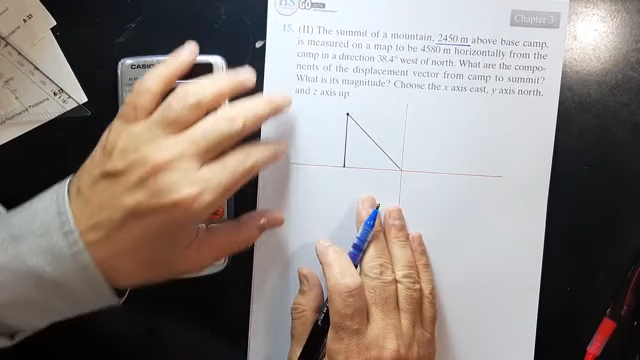 GO
Chapter 3
15. (II) The summit of a mountain, 2450 m above base camp,
is measured on a map to be 4580 m horizontally from the
camp in a direction 38.4° west of north. What are the compo-
nents of the displacement vector from camp to summit?
What is its magnitude? Choose the x axis east, y axis north,
and z axis up.
CASIO
A-33